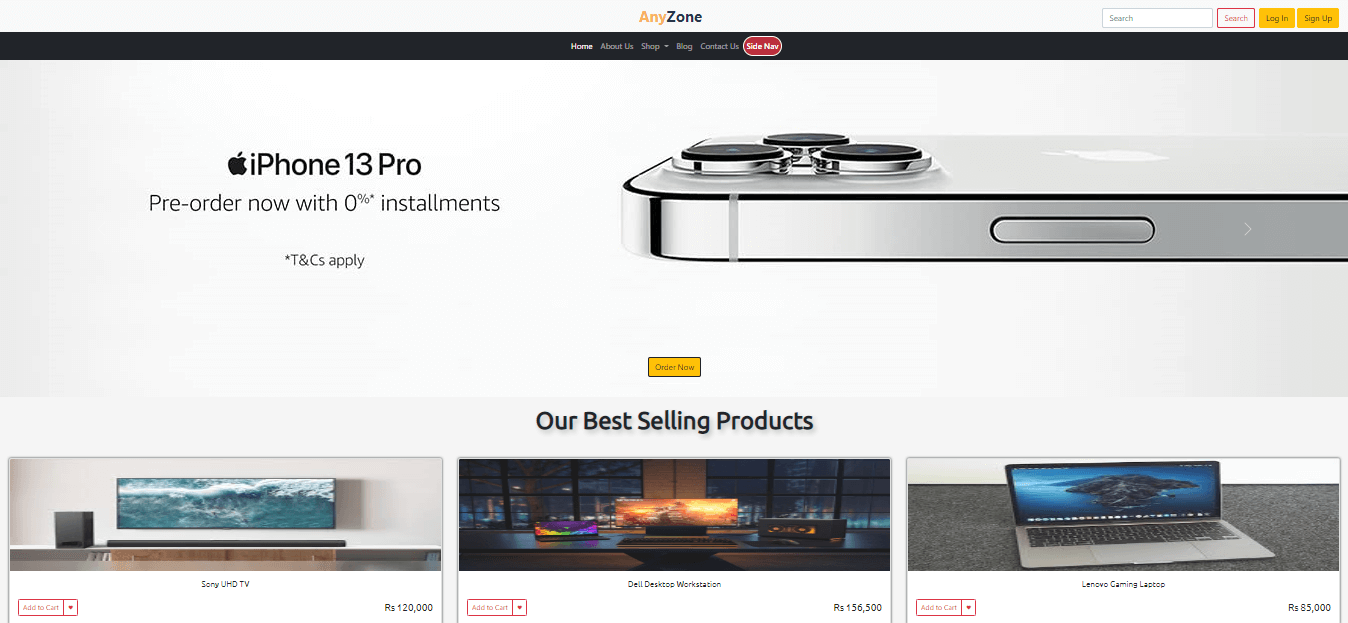 AnyZone
Search
Search
Log In
Sign Up
Home
About Us
Shop
Blog
Contact Us
Side Nav
iPhone 13 Pro
Pre-order now with 0%* installments
*T&Cs apply
Order Now
Our Best Selling Products
Sony UHD TV
Add to Cart
Rs 120,000
Dell Desktop Workstation
Add to Cart
Rs 156,500
Lenovo Gaming Laptop
Add to Cart
Rs 85,000